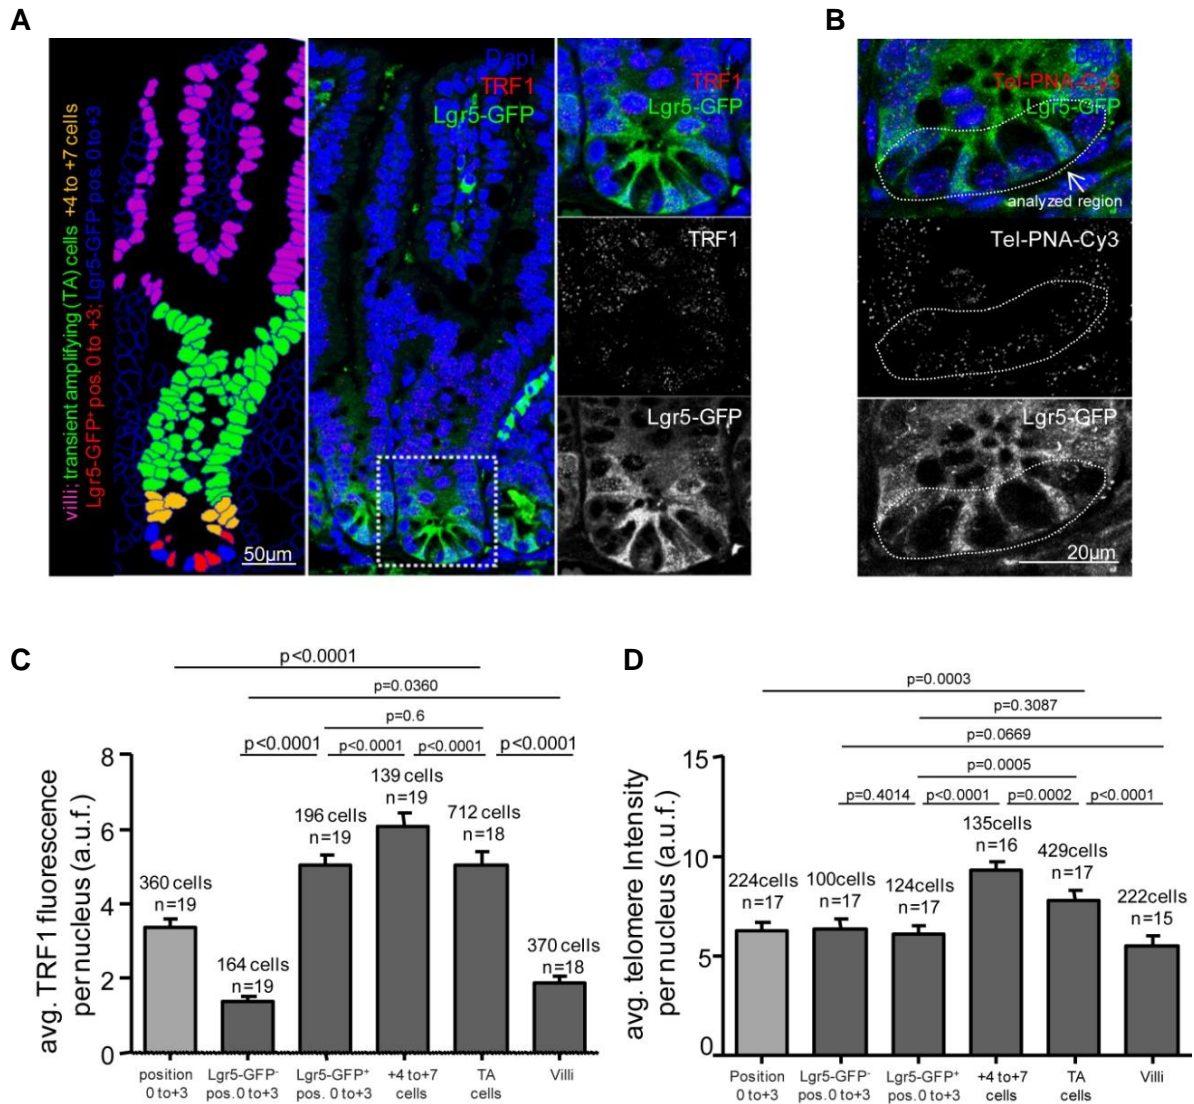 A
villi; transient amplifying (TA) cells +4 to +7 cells
Lgr5-GFP⁺ pos. 0 to +3; Lgr5-GFP⁻ pos. 0 to+3
50µm
Dapi
TRF1
Lgr5-GFP
TRF1
Lgr5-GFP
TRF1
Lgr5-GFP
B
Tel-PNA-Cy3
Lgr5-GFP
analyzed region
Tel-PNA-Cy3
Lgr5-GFP
20µm
C
p<0.0001
p=0.0360
p=0.6
p<0.0001 p<0.0001 p<0.0001 p<0.0001
avg. TRF1 fluorescence
per nucleus (a.u.f.)
8
6
4
2
0
360 cells
n=19
164 cells
n=19
196 cells
n=19
139 cells
n=19
712 cells
n=18
370 cells
n=18
position
0 to+3
Lgr5-GFP⁻
pos. 0 to+3
Lgr5-GFP⁺
pos. 0 to+3
+4 to+7
cells
TA
cells
Villi
D
p=0.0003
p=0.3087
p=0.0669
p=0.0005
p=0.4014 p<0.0001 p=0.0002 p<0.0001
avg. telomere Intensity
per nucleus (a.u.f.)
15
10
5
0
224cells
n=17
100cells
n=17
124cells
n=17
135cells
n=16
429cells
n=17
222cells
n=15
Position
0 to+3
Lgr5-GFP⁻
pos. 0 to+3
Lgr5-GFP⁺
pos. 0 to+3
+4 to+7
cells
TA
cells
Villi